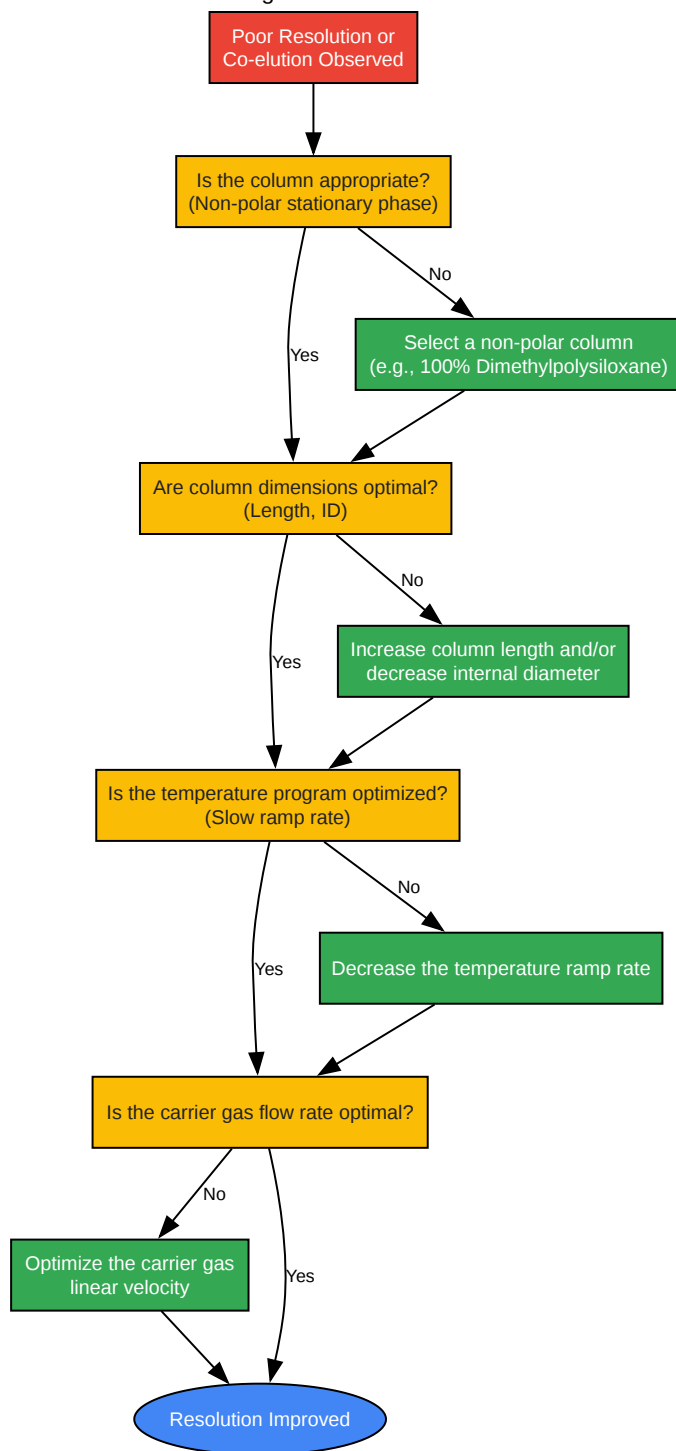 Poor Resolution or
Co-elution Observed
Is the column appropriate?
(Non-polar stationary phase)
No
Select a non-polar column
(e.g., 100% Dimethylpolysiloxane)
Yes
Are column dimensions optimal?
(Length, ID)
No
Increase column length and/or
decrease internal diameter
Yes
Is the temperature program optimized?
(Slow ramp rate)
No
Decrease the temperature ramp rate
Yes
Is the carrier gas flow rate optimal?
No
Optimize the carrier gas
linear velocity
Yes
Resolution Improved